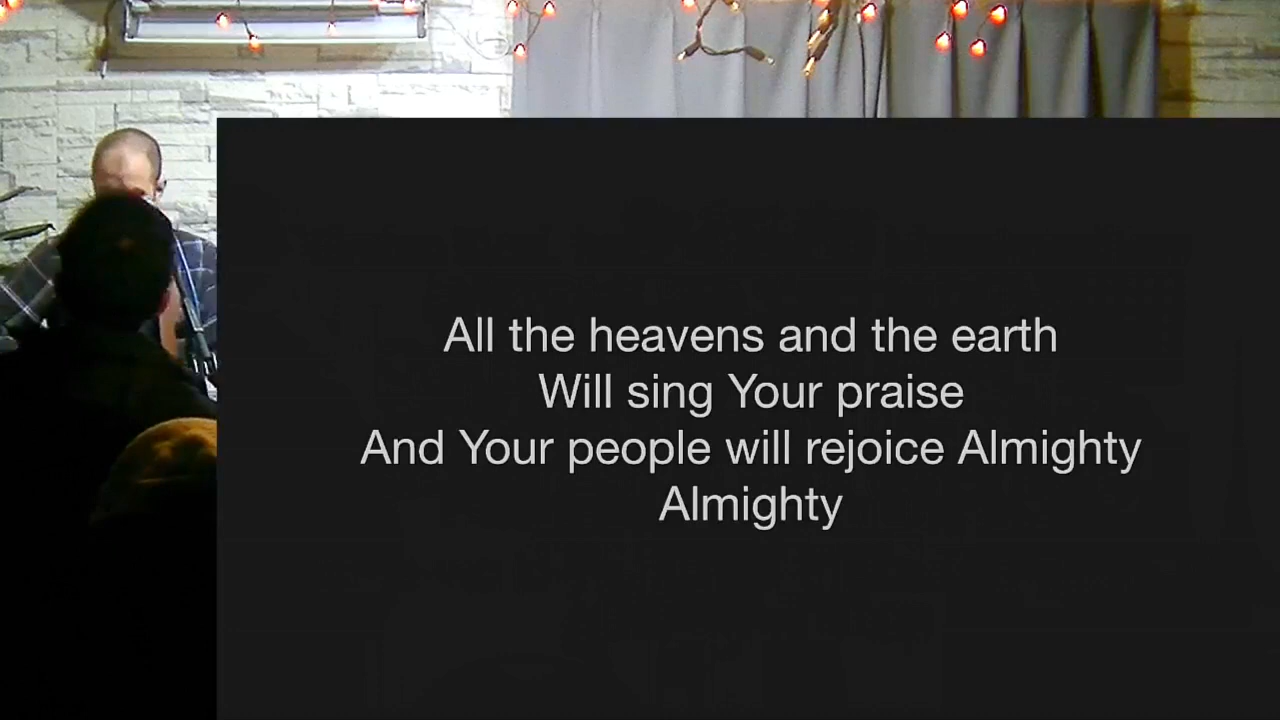 All the heavens and the earth
Will sing Your praise
And Your people will rejoice Almighty
Almighty